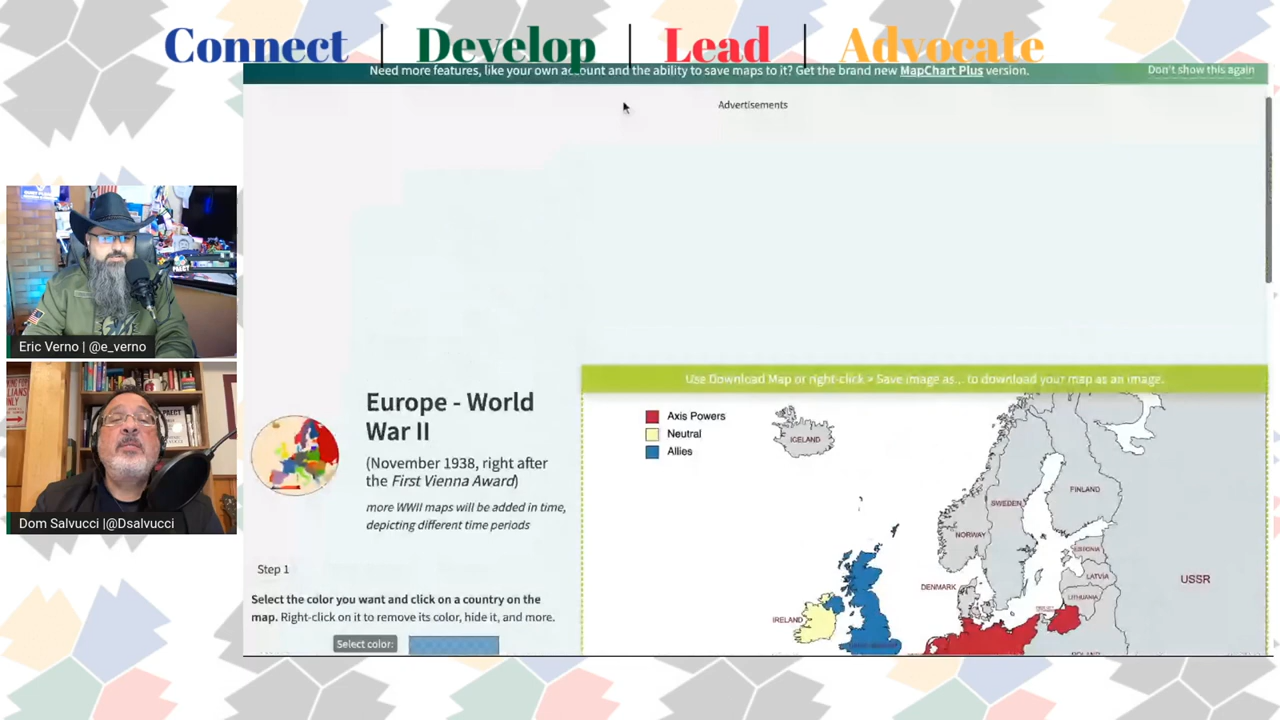 Connect | Develop | Lead | Advocate
Need more features, like your own account and the ability to save maps to it? Get the brand new MapChart Plus version.
Don't show this again
Advertisements
Eric Verno | @e_verno
PAECT
Dom Salvucci |@Dsalvucci
Europe - World
War II
(November 1938, right after
the First Vienna Award)
more WWII maps will be added in time,
depicting different time periods
Step 1
Select the color you want and click on a country on the
map. Right-click on it to remove its color, hide it, and more.
Select color:
Use Download Map or right-click > Save image as... to download your map as an image.
Axis Powers
Neutral
Allies
ICELAND
SWEDEN
FINLAND
NORWAY
ESTONIA
LATVIA
USSR
DENMARK
LITHUANIA
IRELAND
POLAND